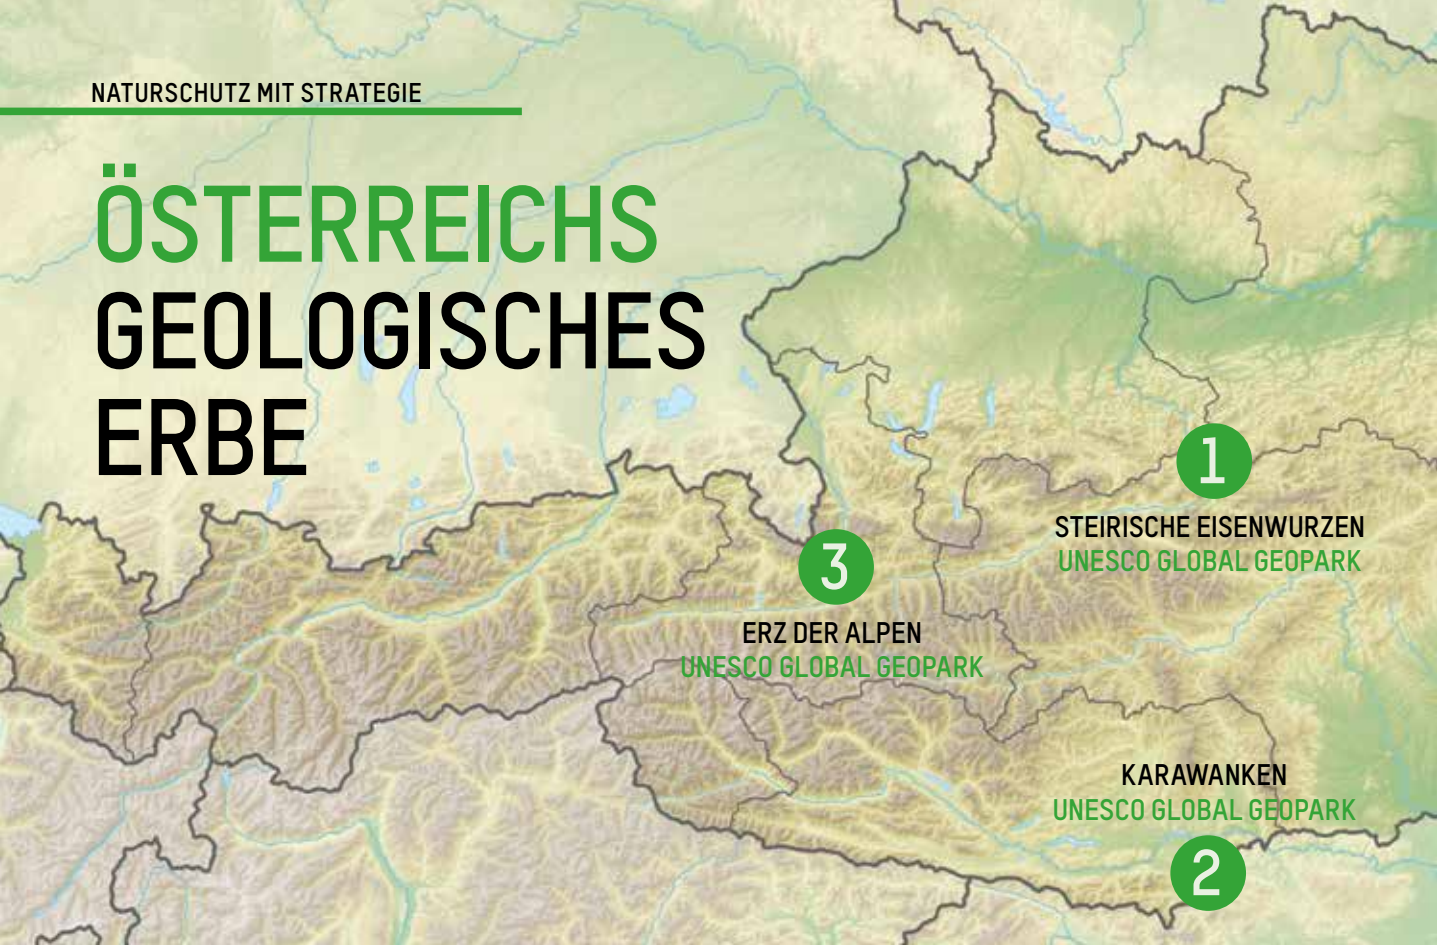 NATURSCHUTZ MIT STRATEGIE
ÖSTERREICHS
GEOLOGISCHES
ERBE
1
STEIRISCHE EISENWURZEN
UNESCO GLOBAL GEOPARK
3
ERZ DER ALPEN
UNESCO GLOBAL GEOPARK
KARAWANKEN
UNESCO GLOBAL GEOPARK
2